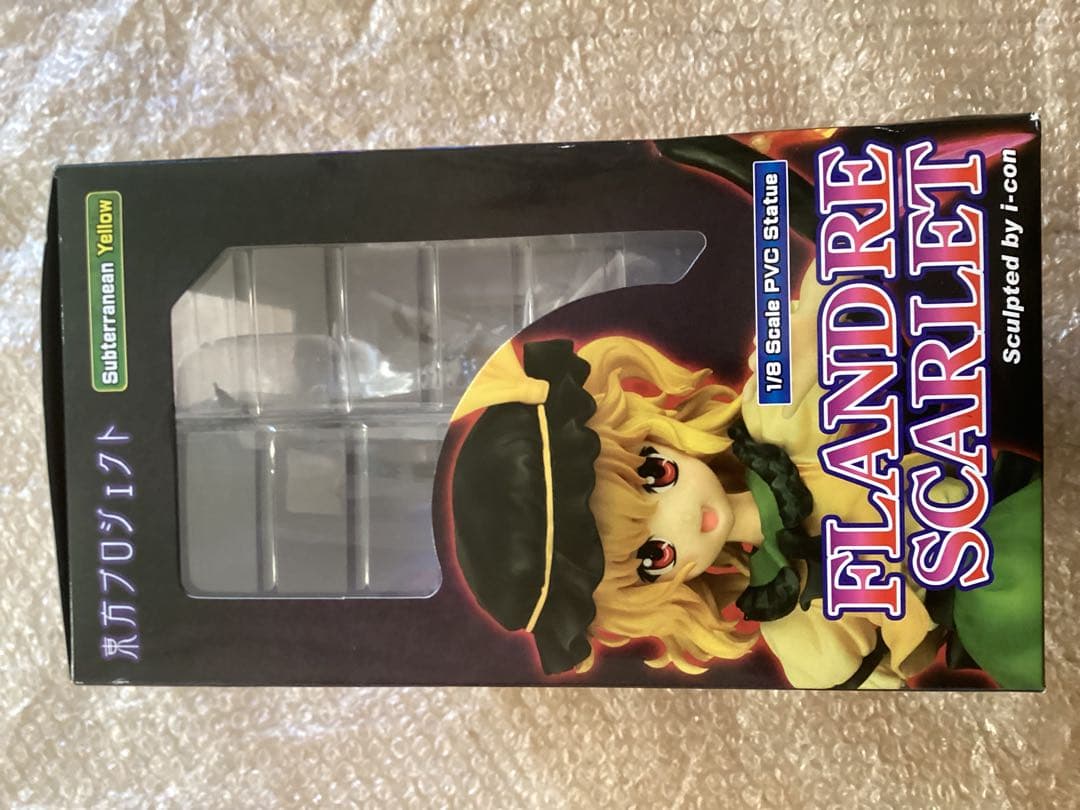 東方プロジェクト
Subterranean Yellow
1/8 Scale PVC Statue
FLANDRE
SCARLET
Sculpted by i-con